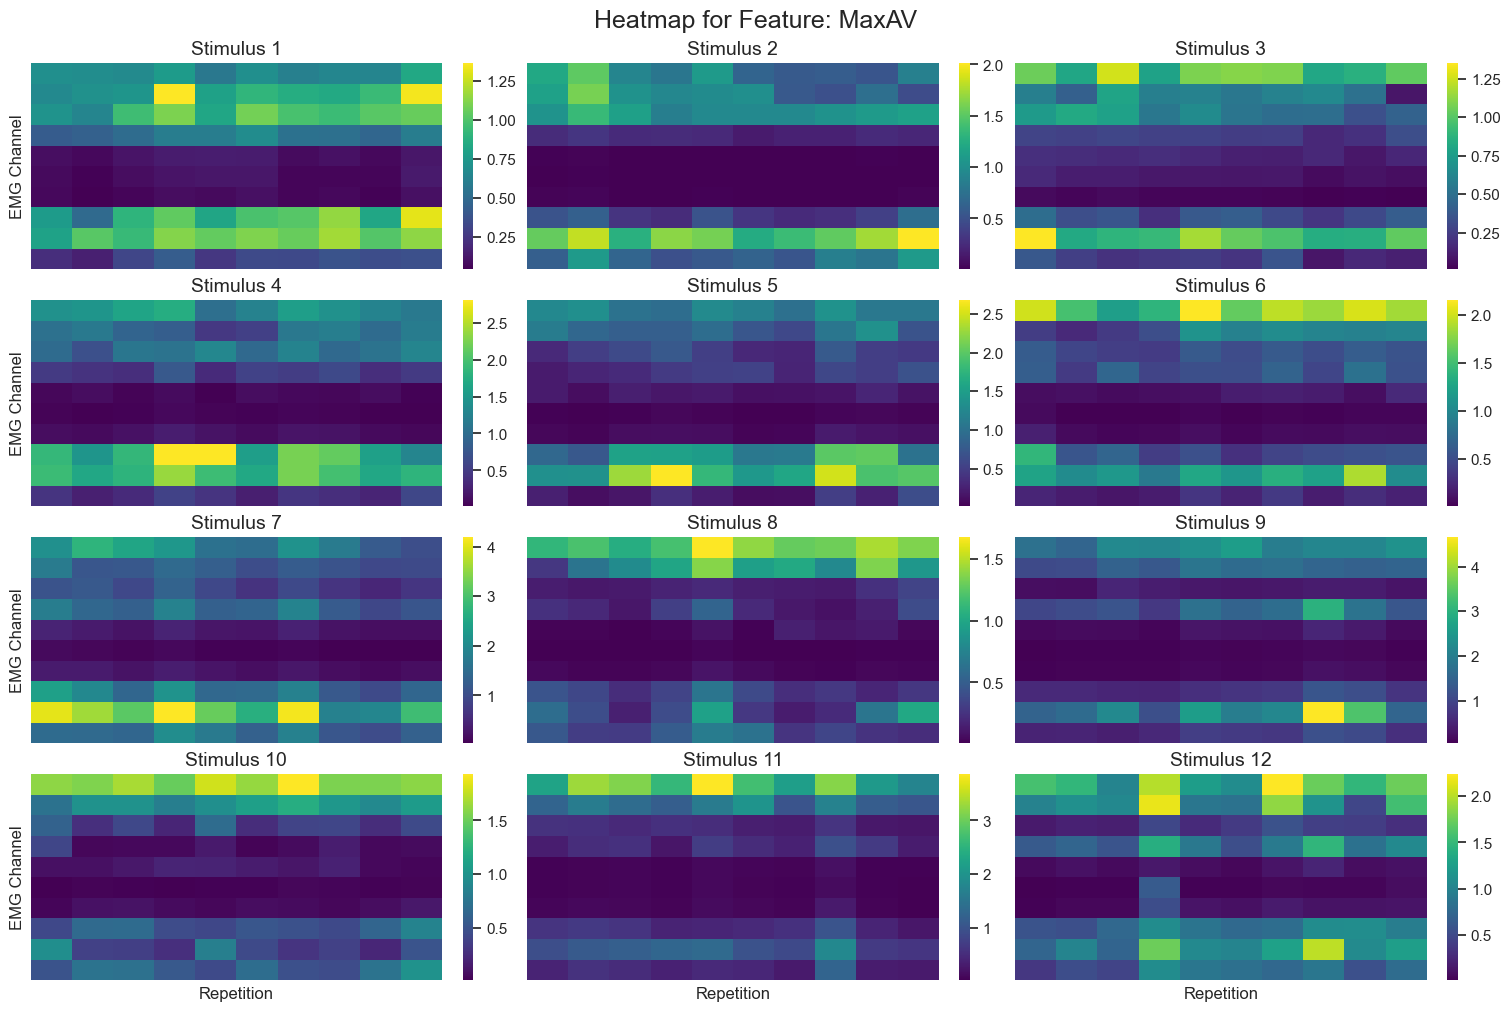 Heatmap for Feature: MaxAV
Stimulus 1
Stimulus 2
Stimulus 3
EMG Channel
1.25
1.00
0.75
0.50
0.25
2.0
1.5
1.0
0.5
1.25
1.00
0.75
0.50
0.25
Stimulus 4
Stimulus 5
Stimulus 6
EMG Channel
2.5
2.0
1.5
1.0
0.5
2.5
2.0
1.5
1.0
0.5
2.0
1.5
1.0
0.5
Stimulus 7
Stimulus 8
Stimulus 9
EMG Channel
4
3
2
1
1.5
1.0
0.5
4
3
2
1
Stimulus 10
Stimulus 11
Stimulus 12
EMG Channel
1.5
1.0
0.5
3
2
1
2.0
1.5
1.0
0.5
Repetition
Repetition
Repetition